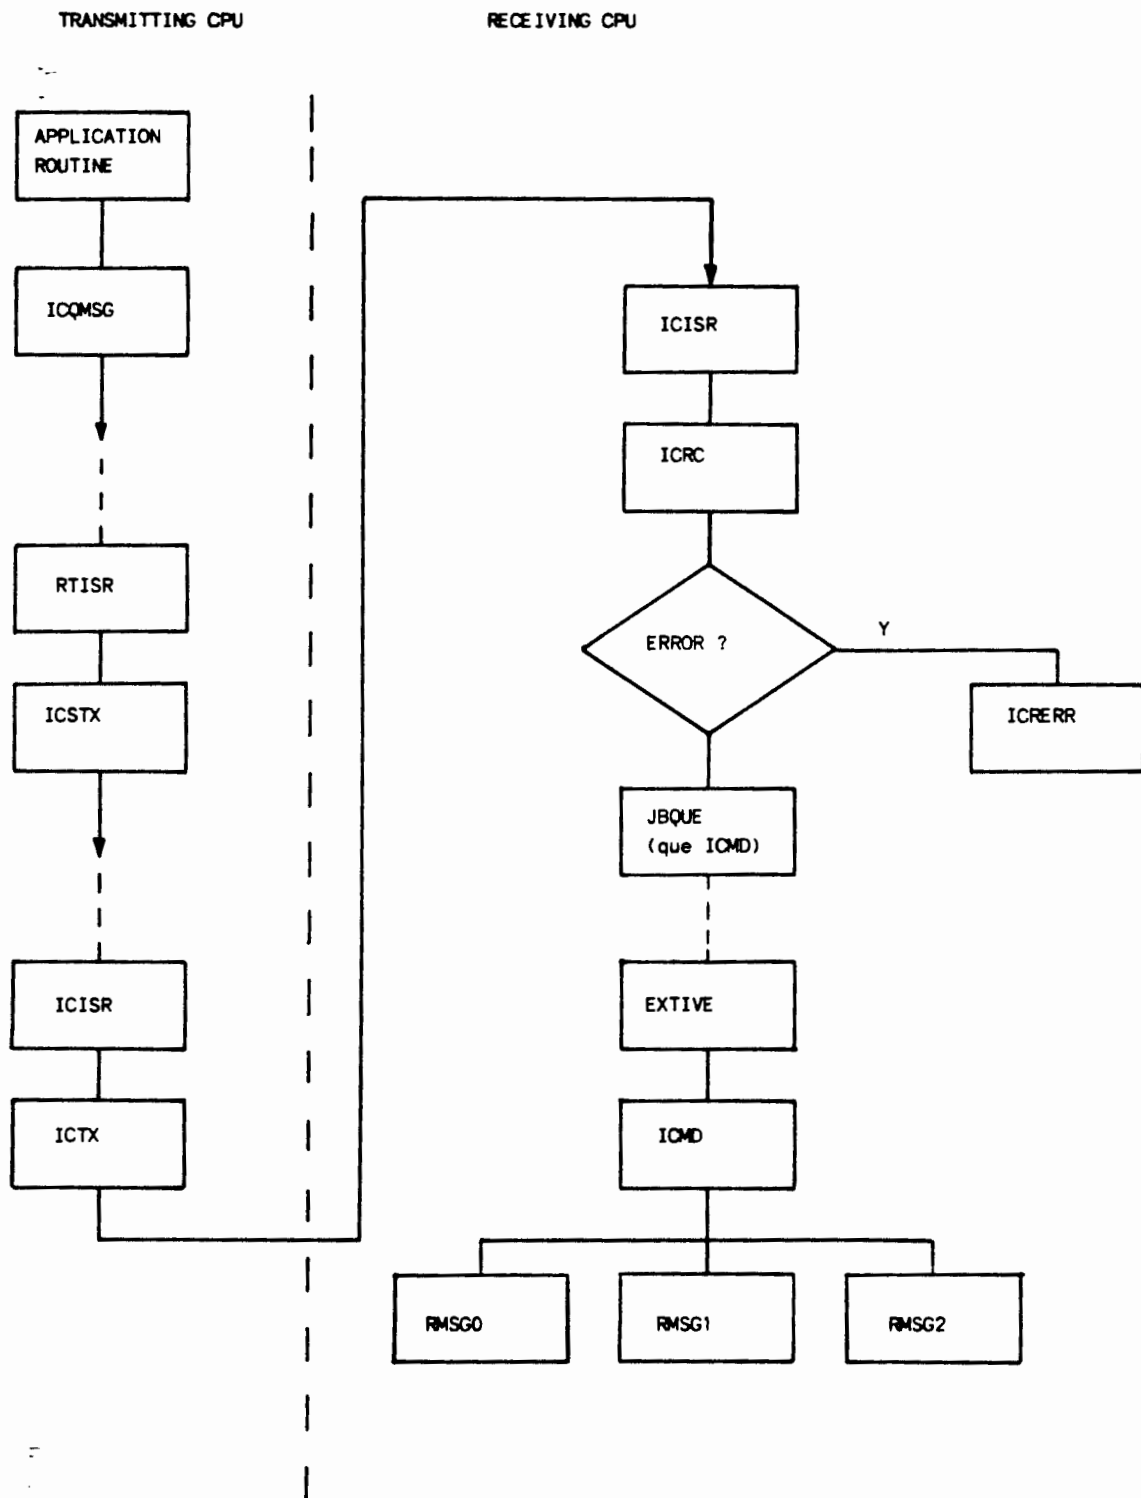 TRANSMITTING CPU
RECEIVING CPU
APPLICATION
ROUTINE
ICQMSG
RTISR
ICSTX
ICISR
ICTX
ICISR
ICRC
ERROR ?
Y
ICRERR
JBQUE
(que ICMD)
EXTIVE
ICMD
RMSG0
RMSG1
RMSG2